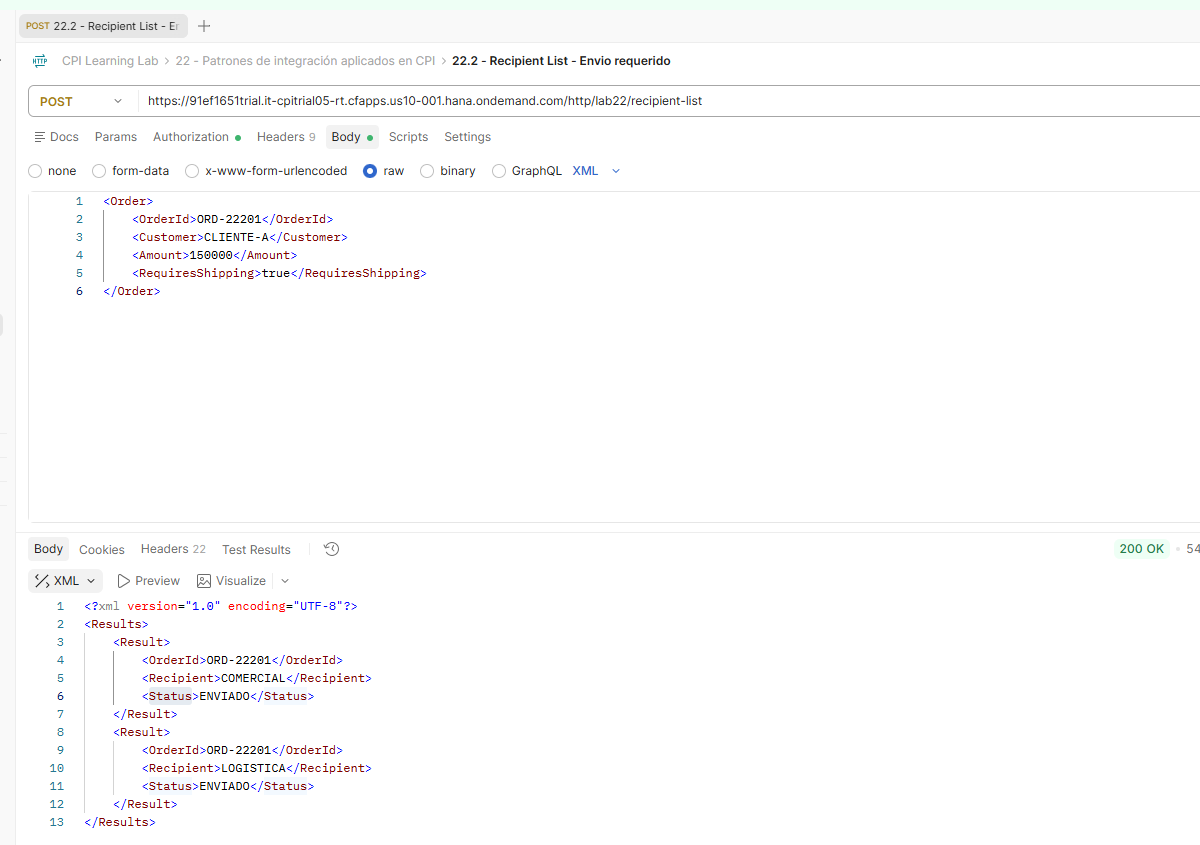 POST 22.2 - Recipient List - En
HTTP CPI Learning Lab > 22 - Patrones de integración aplicados en CPI > 22.2 - Recipient List - Envio requerido
POST https://91ef1651trial.it-cpitrial05-rt.cfapps.us10-001.hana.ondemand.com/http/lab22/recipient-list
Docs Params Authorization Headers 9 Body Scripts Settings
none form-data x-www-form-urlencoded raw binary GraphQL XML
1 <Order>
2 <OrderId>ORD-22201</OrderId>
3 <Customer>CLIENTE-A</Customer>
4 <Amount>150000</Amount>
5 <RequiresShipping>true</RequiresShipping>
6 </Order>
Body Cookies Headers 22 Test Results 200 OK 54
XML Preview Visualize
1 <?xml version="1.0" encoding="UTF-8"?>
2 <Results>
3 <Result>
4 <OrderId>ORD-22201</OrderId>
5 <Recipient>COMERCIAL</Recipient>
6 <Status>ENVIADO</Status>
7 </Result>
8 <Result>
9 <OrderId>ORD-22201</OrderId>
10 <Recipient>LOGISTICA</Recipient>
11 <Status>ENVIADO</Status>
12 </Result>
13 </Results>